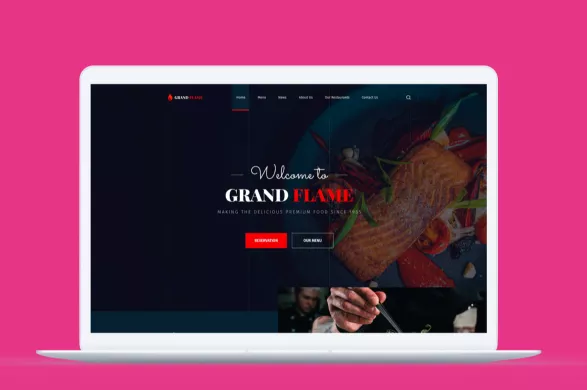 GRAND FLAME
Home Menu News About Us Our Restaurants Contact Us
Welcome to
GRAND FLAME
MAKING THE DELICIOUS PREMIUM FOOD SINCE 1985
RESERVATION OUR MENU